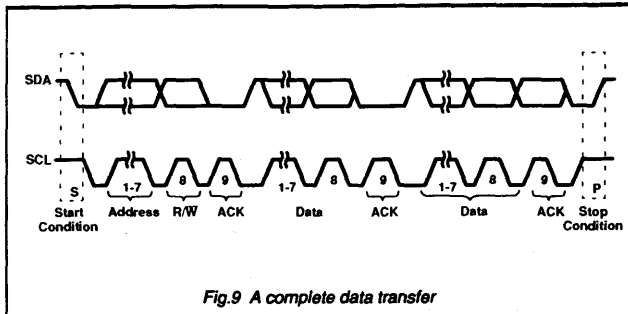 SDA
SCL
S 1-7 8 9 1-7 8 9 1-7 8 9 P
Start Condition Address R/W̅ ACK Data ACK Data ACK Stop Condition
Fig.9 A complete data transfer